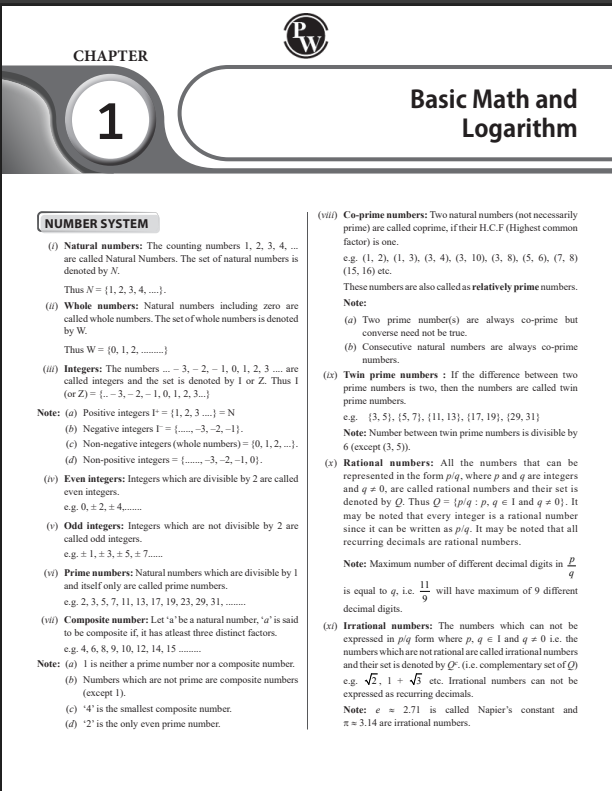 PW
CHAPTER
1
Basic Math and
Logarithm
NUMBER SYSTEM
(i) Natural numbers: The counting numbers 1, 2, 3, 4, ...
are called Natural Numbers. The set of natural numbers is
denoted by N.
Thus N = {1, 2, 3, 4, ....}.
(ii) Whole numbers: Natural numbers including zero are
called whole numbers. The set of whole numbers is denoted
by W.
Thus W = {0, 1, 2, .........}
(iii) Integers: The numbers ... – 3, – 2, – 1, 0, 1, 2, 3 .... are
called integers and the set is denoted by I or Z. Thus I
(or Z) = {.. – 3, – 2, – 1, 0, 1, 2, 3...}
Note: (a) Positive integers I⁺ = {1, 2, 3 ....} = N
(b) Negative integers I⁻ = {....., –3, –2, –1}.
(c) Non-negative integers (whole numbers) = {0, 1, 2, ...}.
(d) Non-positive integers = {......, –3, –2, –1, 0}.
(iv) Even integers: Integers which are divisible by 2 are called
even integers.
e.g. 0, ± 2, ± 4,......
(v) Odd integers: Integers which are not divisible by 2 are
called odd integers.
e.g. ± 1, ± 3, ± 5, ± 7......
(vi) Prime numbers: Natural numbers which are divisible by 1
and itself only are called prime numbers.
e.g. 2, 3, 5, 7, 11, 13, 17, 19, 23, 29, 31, ........
(vii) Composite number: Let ‘a’ be a natural number, ‘a’ is said
to be composite if, it has atleast three distinct factors.
e.g. 4, 6, 8, 9, 10, 12, 14, 15 .........
Note: (a) 1 is neither a prime number nor a composite number.
(b) Numbers which are not prime are composite numbers
(except 1).
(c) ‘4’ is the smallest composite number.
(d) ‘2’ is the only even prime number.
(viii) Co-prime numbers: Two natural numbers (not necessarily
prime) are called coprime, if their H.C.F (Highest common
factor) is one.
e.g. (1, 2), (1, 3), (3, 4), (3, 10), (3, 8), (5, 6), (7, 8)
(15, 16) etc.
These numbers are also called as relatively prime numbers.
Note:
(a) Two prime number(s) are always co-prime but
converse need not be true.
(b) Consecutive natural numbers are always co-prime
numbers.
(ix) Twin prime numbers : If the difference between two
prime numbers is two, then the numbers are called twin
prime numbers.
e.g. {3, 5}, {5, 7}, {11, 13}, {17, 19}, {29, 31}
Note: Number between twin prime numbers is divisible by
6 (except (3, 5)).
(x) Rational numbers: All the numbers that can be
represented in the form p/q, where p and q are integers
and q ≠ 0, are called rational numbers and their set is
denoted by Q. Thus Q = {p/q : p, q ∈ I and q ≠ 0}. It
may be noted that every integer is a rational number
since it can be written as p/q. It may be noted that all
recurring decimals are rational numbers.
Note: Maximum number of different decimal digits in p/q
is equal to q, i.e. 11/9 will have maximum of 9 different
decimal digits.
(xi) Irrational numbers: The numbers which can not be
expressed in p/q form where p, q ∈ I and q ≠ 0 i.e. the
numbers which are not rational are called irrational numbers
and their set is denoted by Qᶜ. (i.e. complementary set of Q)
e.g. √2, 1 + √3 etc. Irrational numbers can not be
expressed as recurring decimals.
Note: e ≈ 2.71 is called Napier’s constant and
π ≈ 3.14 are irrational numbers.